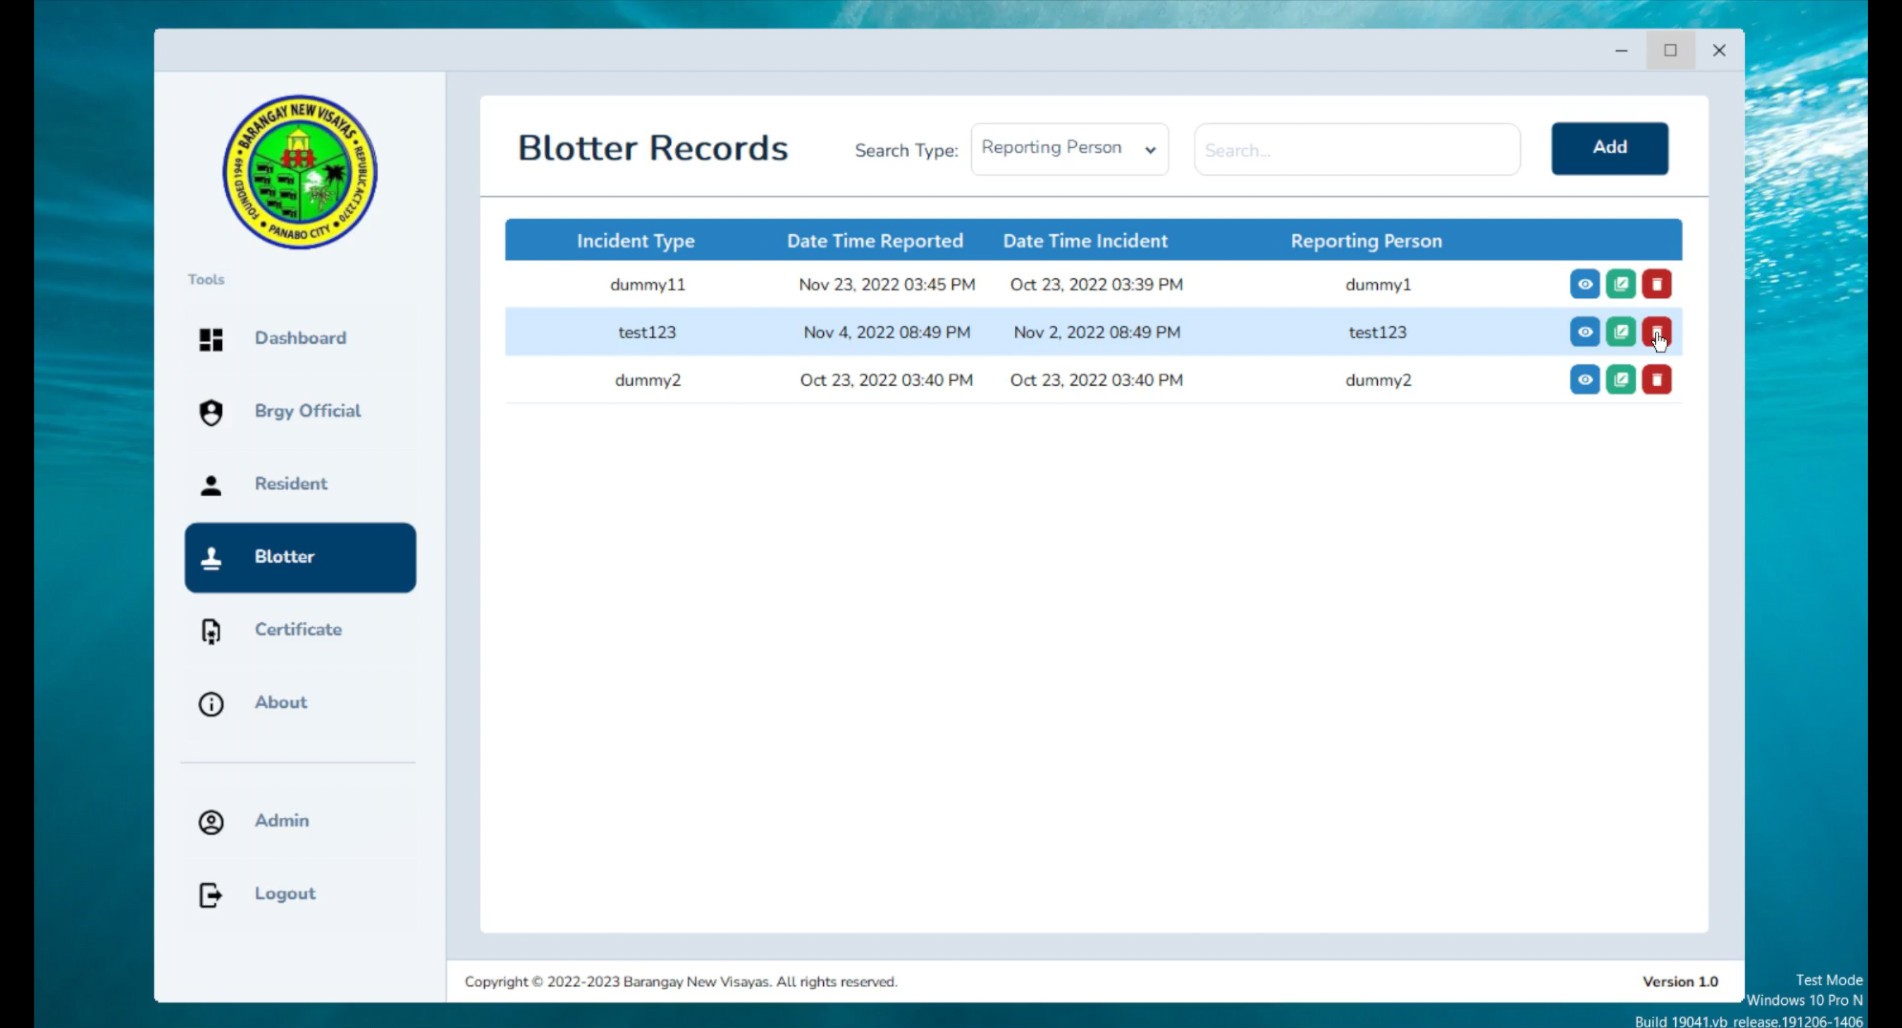 BARANGAY NEW VISAYAS
FOUNDED 1949
REPUBLIC ACT 2370
PANABO CITY
Tools
Dashboard
Brgy Official
Resident
Blotter
Certificate
About
Admin
Logout
Blotter Records
Search Type:
Reporting Person
Search...
Add
Incident Type Date Time Reported Date Time Incident Reporting Person
dummy11 Nov 23, 2022 03:45 PM Oct 23, 2022 03:39 PM dummy1
test123 Nov 4, 2022 08:49 PM Nov 2, 2022 08:49 PM test123
dummy2 Oct 23, 2022 03:40 PM Oct 23, 2022 03:40 PM dummy2
Copyright © 2022-2023 Barangay New Visayas. All rights reserved.
Version 1.0
Test Mode
Windows 10 Pro N
Build 19041.vb_release.191206-1406